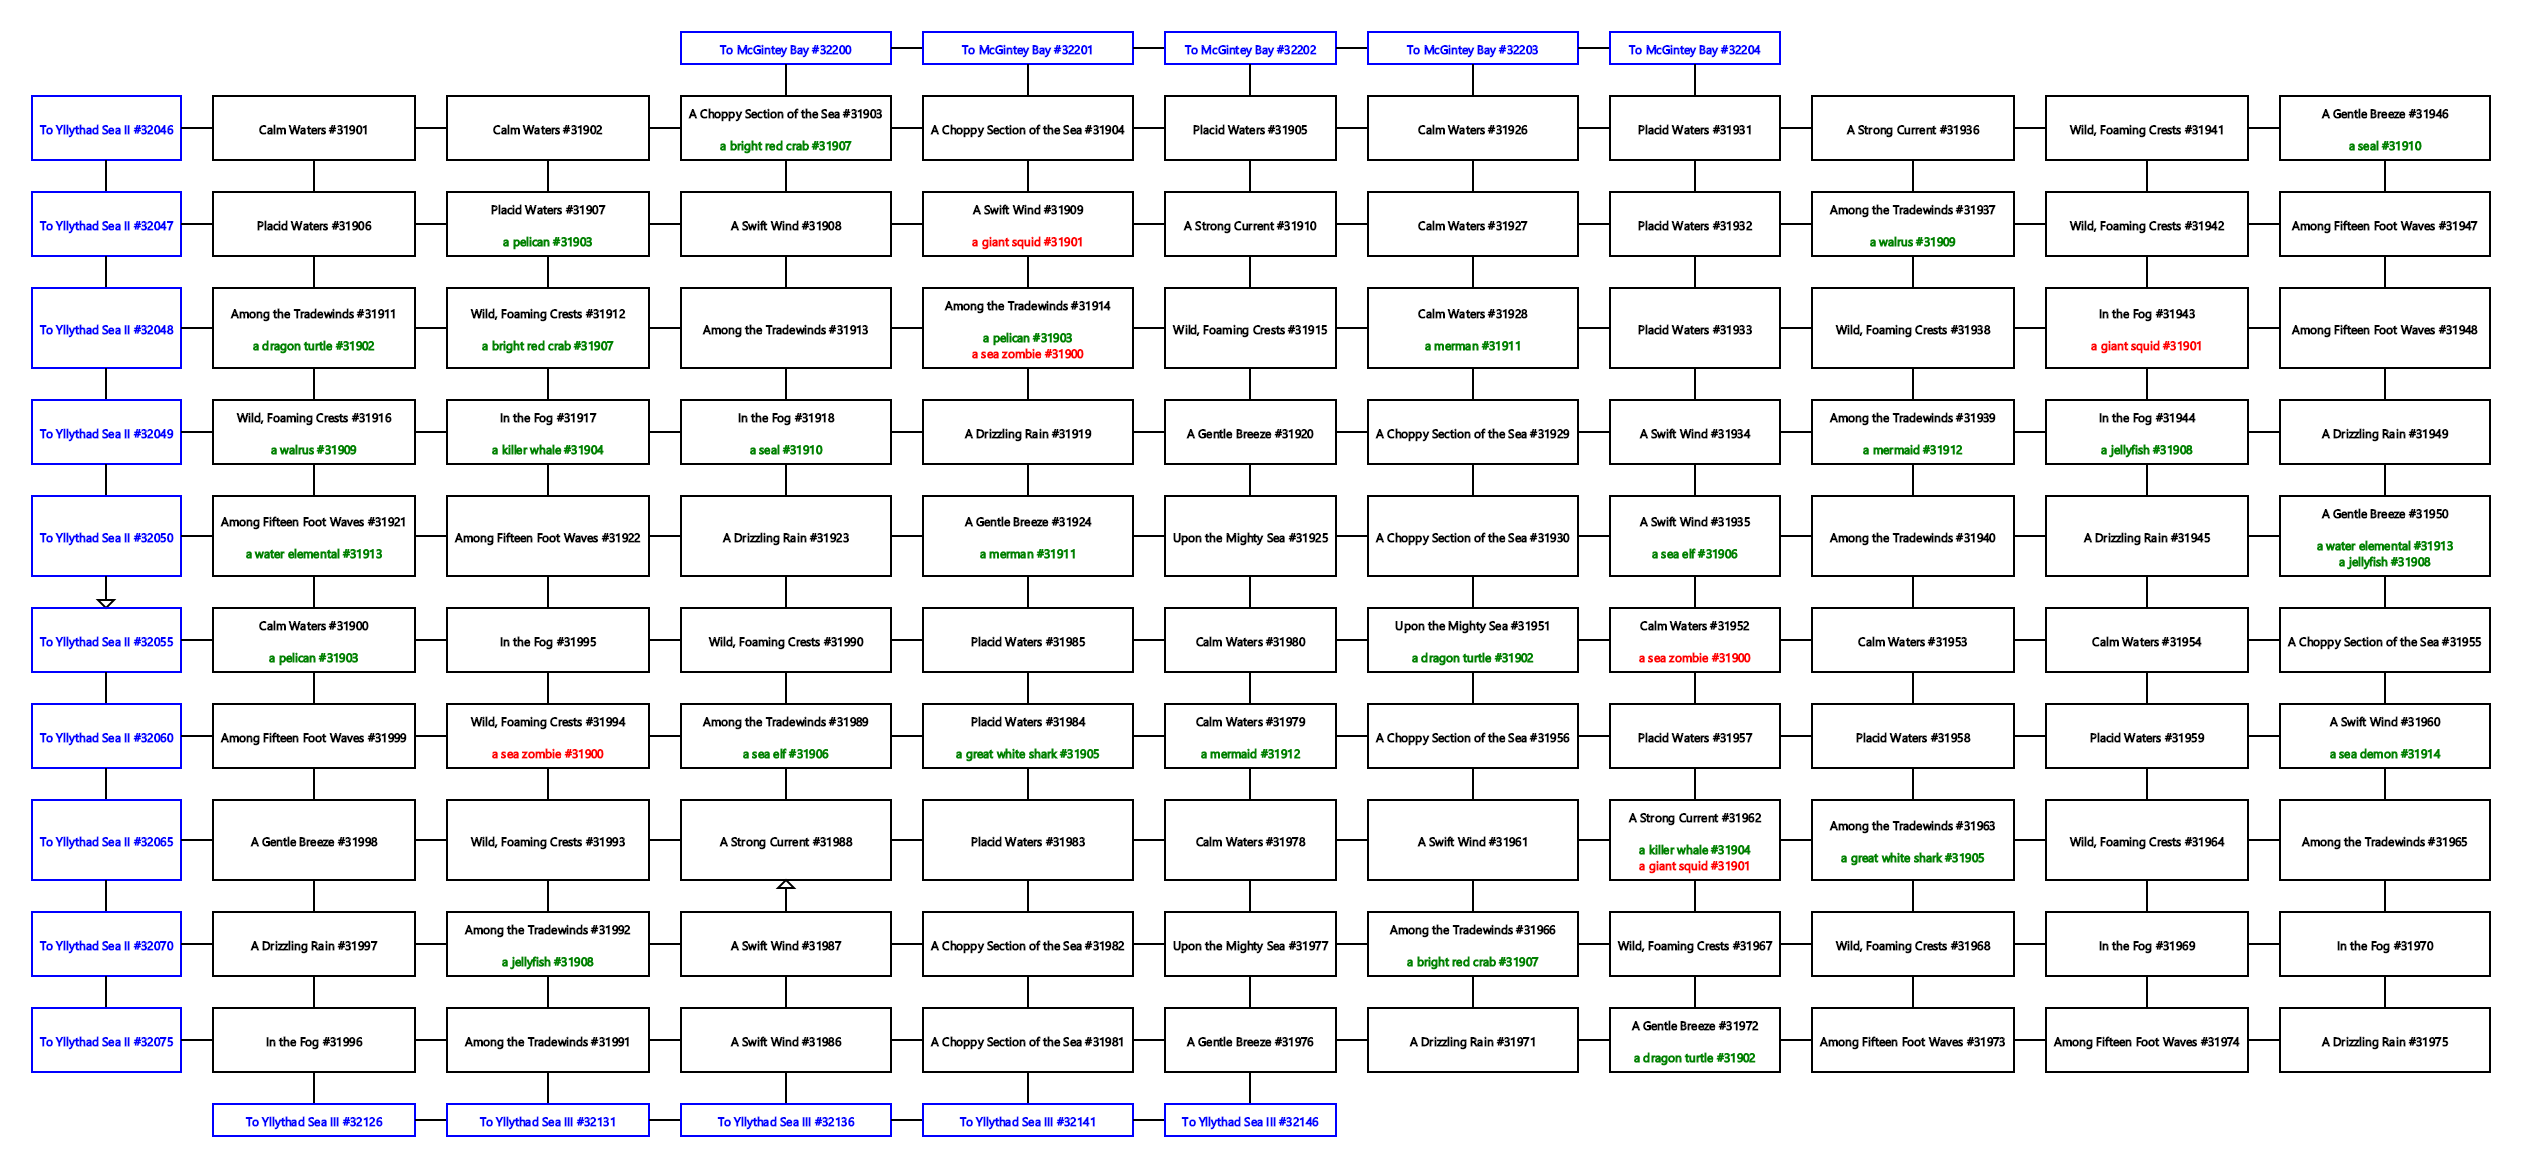 To McGintey Bay #32200
To McGintey Bay #32201
To McGintey Bay #32202
To McGintey Bay #32203
To McGintey Bay #32204
To Yllythad Sea II #32046
Calm Waters #31901
Calm Waters #31902
A Choppy Section of the Sea #31903
a bright red crab #31907
A Choppy Section of the Sea #31904
Placid Waters #31905
Calm Waters #31926
Placid Waters #31931
A Strong Current #31936
Wild, Foaming Crests #31941
A Gentle Breeze #31946
a seal #31910
To Yllythad Sea II #32047
Placid Waters #31906
Placid Waters #31907
a pelican #31903
A Swift Wind #31908
A Swift Wind #31909
a giant squid #31901
A Strong Current #31910
Calm Waters #31927
Placid Waters #31932
Among the Tradewinds #31937
a walrus #31909
Wild, Foaming Crests #31942
Among Fifteen Foot Waves #31947
To Yllythad Sea II #32048
Among the Tradewinds #31911
a dragon turtle #31902
Wild, Foaming Crests #31912
a bright red crab #31907
Among the Tradewinds #31913
Among the Tradewinds #31914
a pelican #31903
a sea zombie #31900
Wild, Foaming Crests #31915
Calm Waters #31928
a merman #31911
Placid Waters #31933
Wild, Foaming Crests #31938
In the Fog #31943
a giant squid #31901
Among Fifteen Foot Waves #31948
To Yllythad Sea II #32049
Wild, Foaming Crests #31916
a walrus #31909
In the Fog #31917
a killer whale #31904
In the Fog #31918
a seal #31910
A Drizzling Rain #31919
A Gentle Breeze #31920
A Choppy Section of the Sea #31929
A Swift Wind #31934
Among the Tradewinds #31939
a mermaid #31912
In the Fog #31944
a jellyfish #31908
A Drizzling Rain #31949
To Yllythad Sea II #32050
Among Fifteen Foot Waves #31921
a water elemental #31913
Among Fifteen Foot Waves #31922
A Drizzling Rain #31923
A Gentle Breeze #31924
a merman #31911
Upon the Mighty Sea #31925
A Choppy Section of the Sea #31930
A Swift Wind #31935
a sea elf #31906
Among the Tradewinds #31940
A Drizzling Rain #31945
A Gentle Breeze #31950
a water elemental #31913
a jellyfish #31908
To Yllythad Sea II #32055
Calm Waters #31900
a pelican #31903
In the Fog #31995
Wild, Foaming Crests #31990
Placid Waters #31985
Calm Waters #31980
Upon the Mighty Sea #31951
a dragon turtle #31902
Calm Waters #31952
a sea zombie #31900
Calm Waters #31953
Calm Waters #31954
A Choppy Section of the Sea #31955
To Yllythad Sea II #32060
Among Fifteen Foot Waves #31999
Wild, Foaming Crests #31994
a sea zombie #31900
Among the Tradewinds #31989
a sea elf #31906
Placid Waters #31984
a great white shark #31905
Calm Waters #31979
a mermaid #31912
A Choppy Section of the Sea #31956
Placid Waters #31957
Placid Waters #31958
Placid Waters #31959
A Swift Wind #31960
a sea demon #31914
To Yllythad Sea II #32065
A Gentle Breeze #31998
Wild, Foaming Crests #31993
A Strong Current #31988
Placid Waters #31983
Calm Waters #31978
A Swift Wind #31961
A Strong Current #31962
a killer whale #31904
a giant squid #31901
Among the Tradewinds #31963
a great white shark #31905
Wild, Foaming Crests #31964
Among the Tradewinds #31965
To Yllythad Sea II #32070
A Drizzling Rain #31997
Among the Tradewinds #31992
a jellyfish #31908
A Swift Wind #31987
A Choppy Section of the Sea #31982
Upon the Mighty Sea #31977
Among the Tradewinds #31966
a bright red crab #31907
Wild, Foaming Crests #31967
Wild, Foaming Crests #31968
In the Fog #31969
In the Fog #31970
To Yllythad Sea II #32075
In the Fog #31996
Among the Tradewinds #31991
A Swift Wind #31986
A Choppy Section of the Sea #31981
A Gentle Breeze #31976
A Drizzling Rain #31971
A Gentle Breeze #31972
a dragon turtle #31902
Among Fifteen Foot Waves #31973
Among Fifteen Foot Waves #31974
A Drizzling Rain #31975
To Yllythad Sea III #32126
To Yllythad Sea III #32131
To Yllythad Sea III #32136
To Yllythad Sea III #32141
To Yllythad Sea III #32146